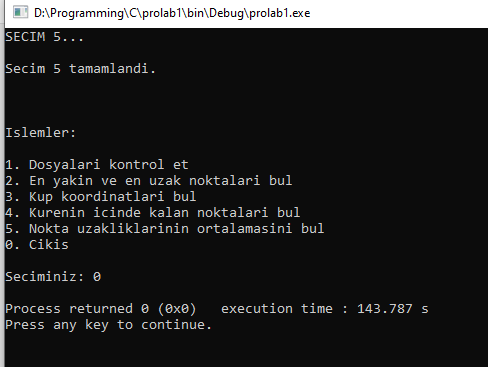 D:\Programming\C\prolab1\bin\Debug\prolab1.exe
SECIM 5...
Secim 5 tamamlandi.
Islemler:
1. Dosyalari kontrol et
2. En yakin ve en uzak noktalari bul
3. Kup koordinatlari bul
4. Kurenin icinde kalan noktalari bul
5. Nokta uzakliklarinin ortalamasini bul
0. Cikis
Seciminiz: 0
Process returned 0 (0x0)   execution time : 143.787 s
Press any key to continue.